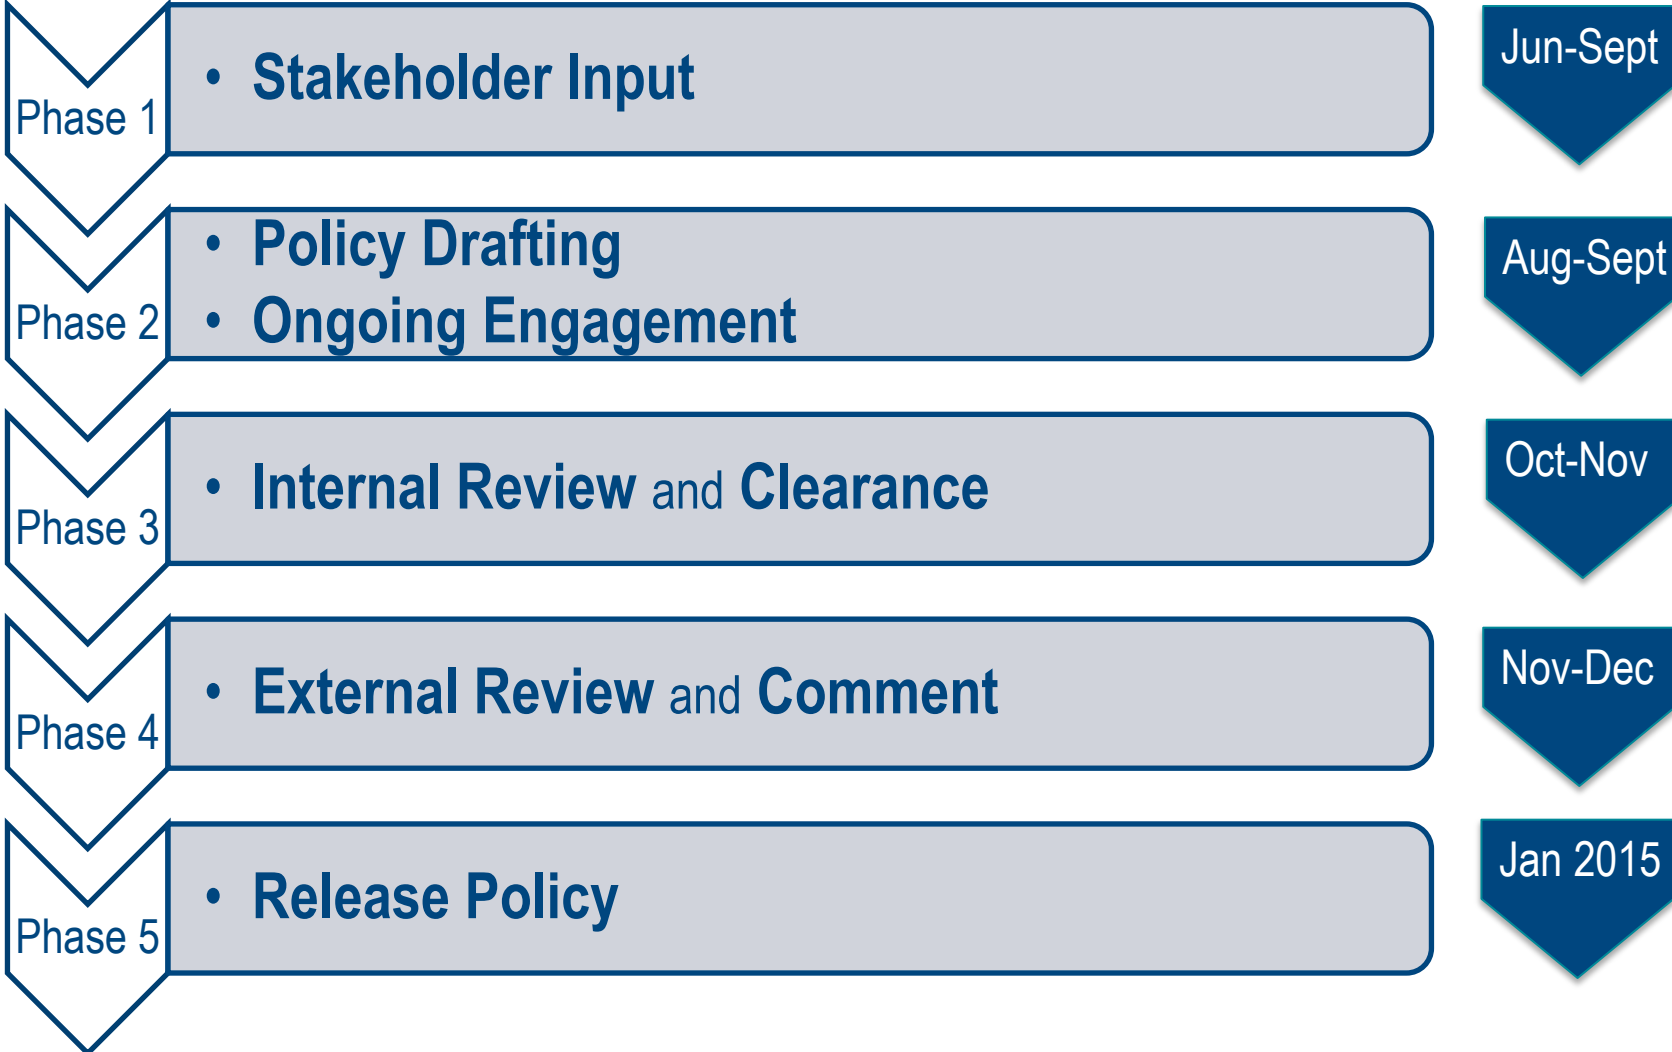 Phase 1
• Stakeholder Input
Jun-Sept
Phase 2
• Policy Drafting
• Ongoing Engagement
Aug-Sept
Phase 3
• Internal Review and Clearance
Oct-Nov
Phase 4
• External Review and Comment
Nov-Dec
Phase 5
• Release Policy
Jan 2015